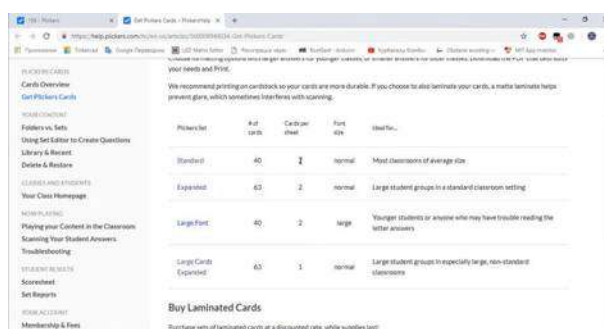 Get Plickers Cards - PlickersHelp
https://help.plickers.com
needs and Print.
We recommend printing on cardstock so your cards are more durable. If you choose to also laminate your cards, a matte laminate helps
prevent glare, which sometimes interferes with scanning.
PLICKERS CARDS
Cards Overview
Get Plickers Cards
YOUR CONTENT
Folders vs. Sets
Using Set Editor to Create Questions
Library & Recent
Delete & Restore
CLASSES AND STUDENTS
Your Class Homepage
NOW PLAYING
Playing your Content in the Classroom
Scanning Your Student Answers
Troubleshooting
STUDENT RESULTS
Scoresheet
Set Reports
YOUR ACCOUNT
Membership & Fees
Plickers Set # of cards Cards per sheet Font size Ideal for...
Standard 40 2 normal Most classrooms of average size
Expanded 63 2 normal Large student groups in a standard classroom setting
Large Font 40 2 large Younger students or anyone who may have trouble reading the
letter answers
Large Cards Expanded 63 1 normal Large student groups in especially large, non-standard
classrooms
Buy Laminated Cards
Purchase sets of laminated cards at a discounted rate, while supplies last!